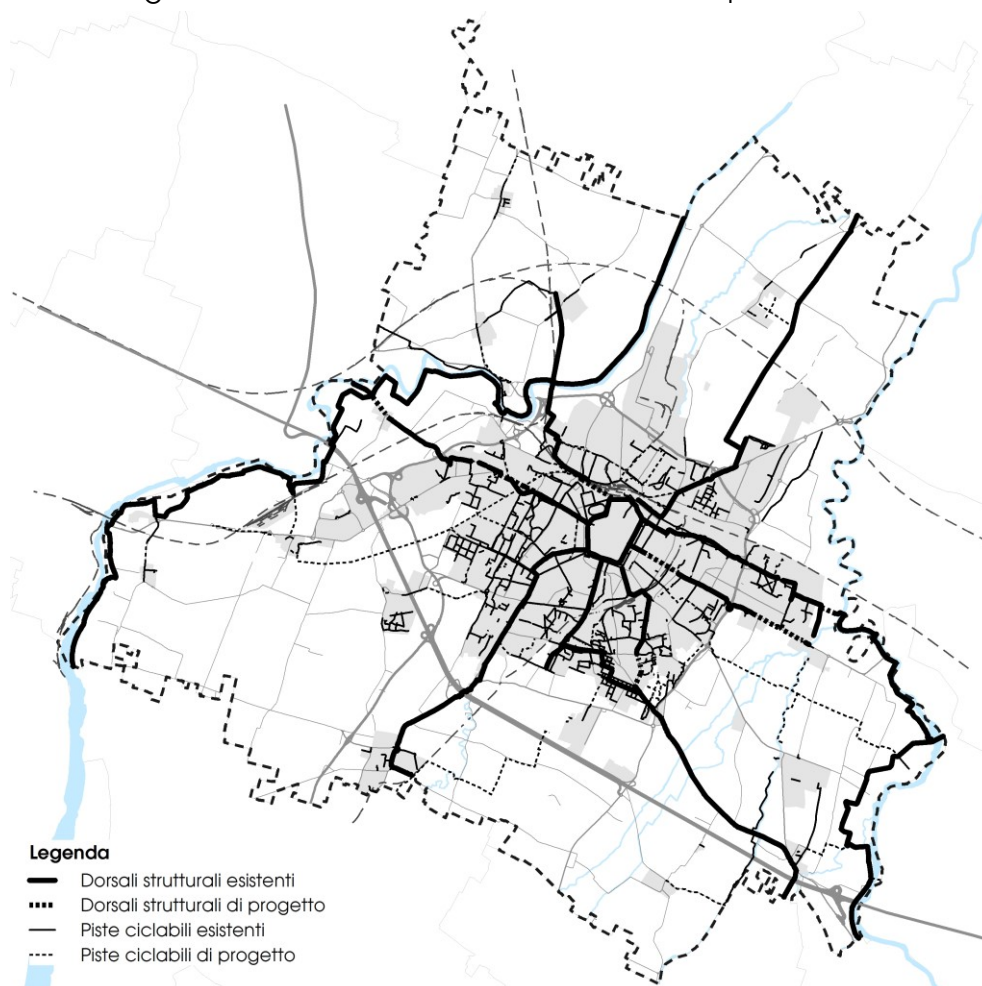 Legenda
Dorsali strutturali esistenti
Dorsali strutturali di progetto
Piste ciclabili esistenti
Piste ciclabili di progetto